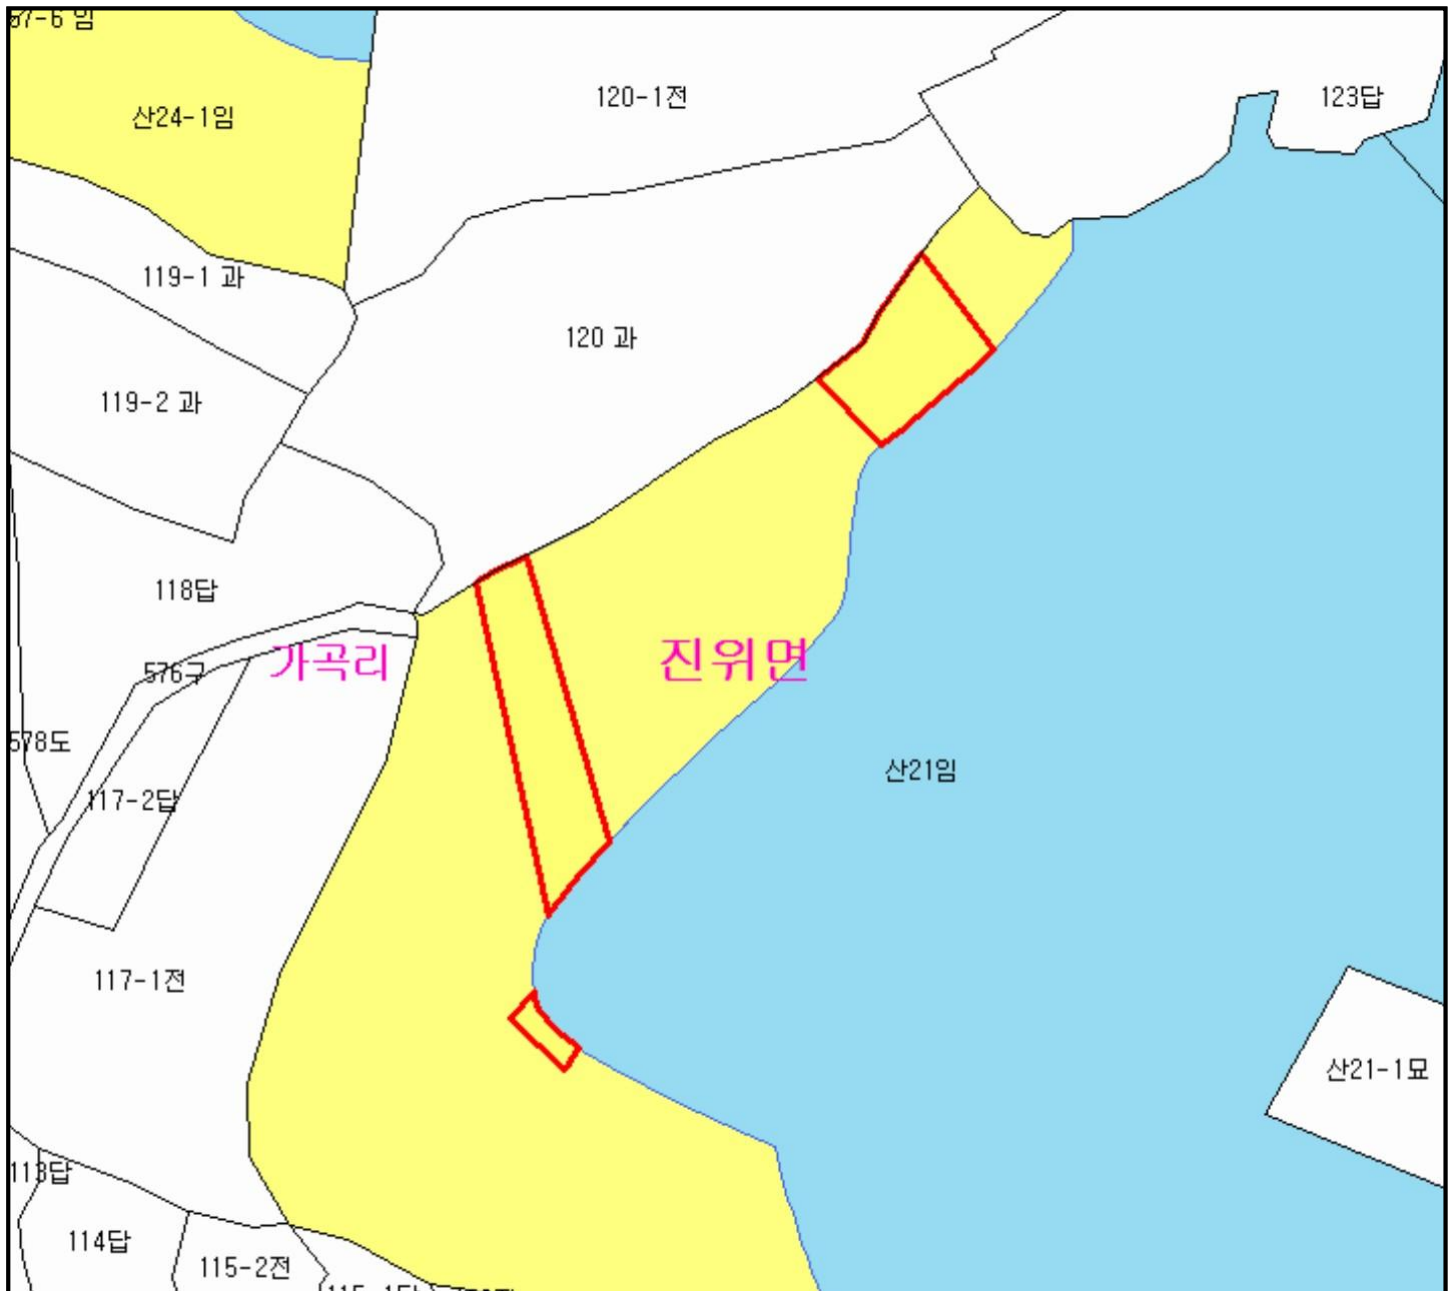 산24-1임
120-1전
123답
119-1 과
120 과
119-2 과
118답
가곡리
진위면
576구
578도
산21임
117-2답
117-1전
산21-1묘
113답
114답
115-2전